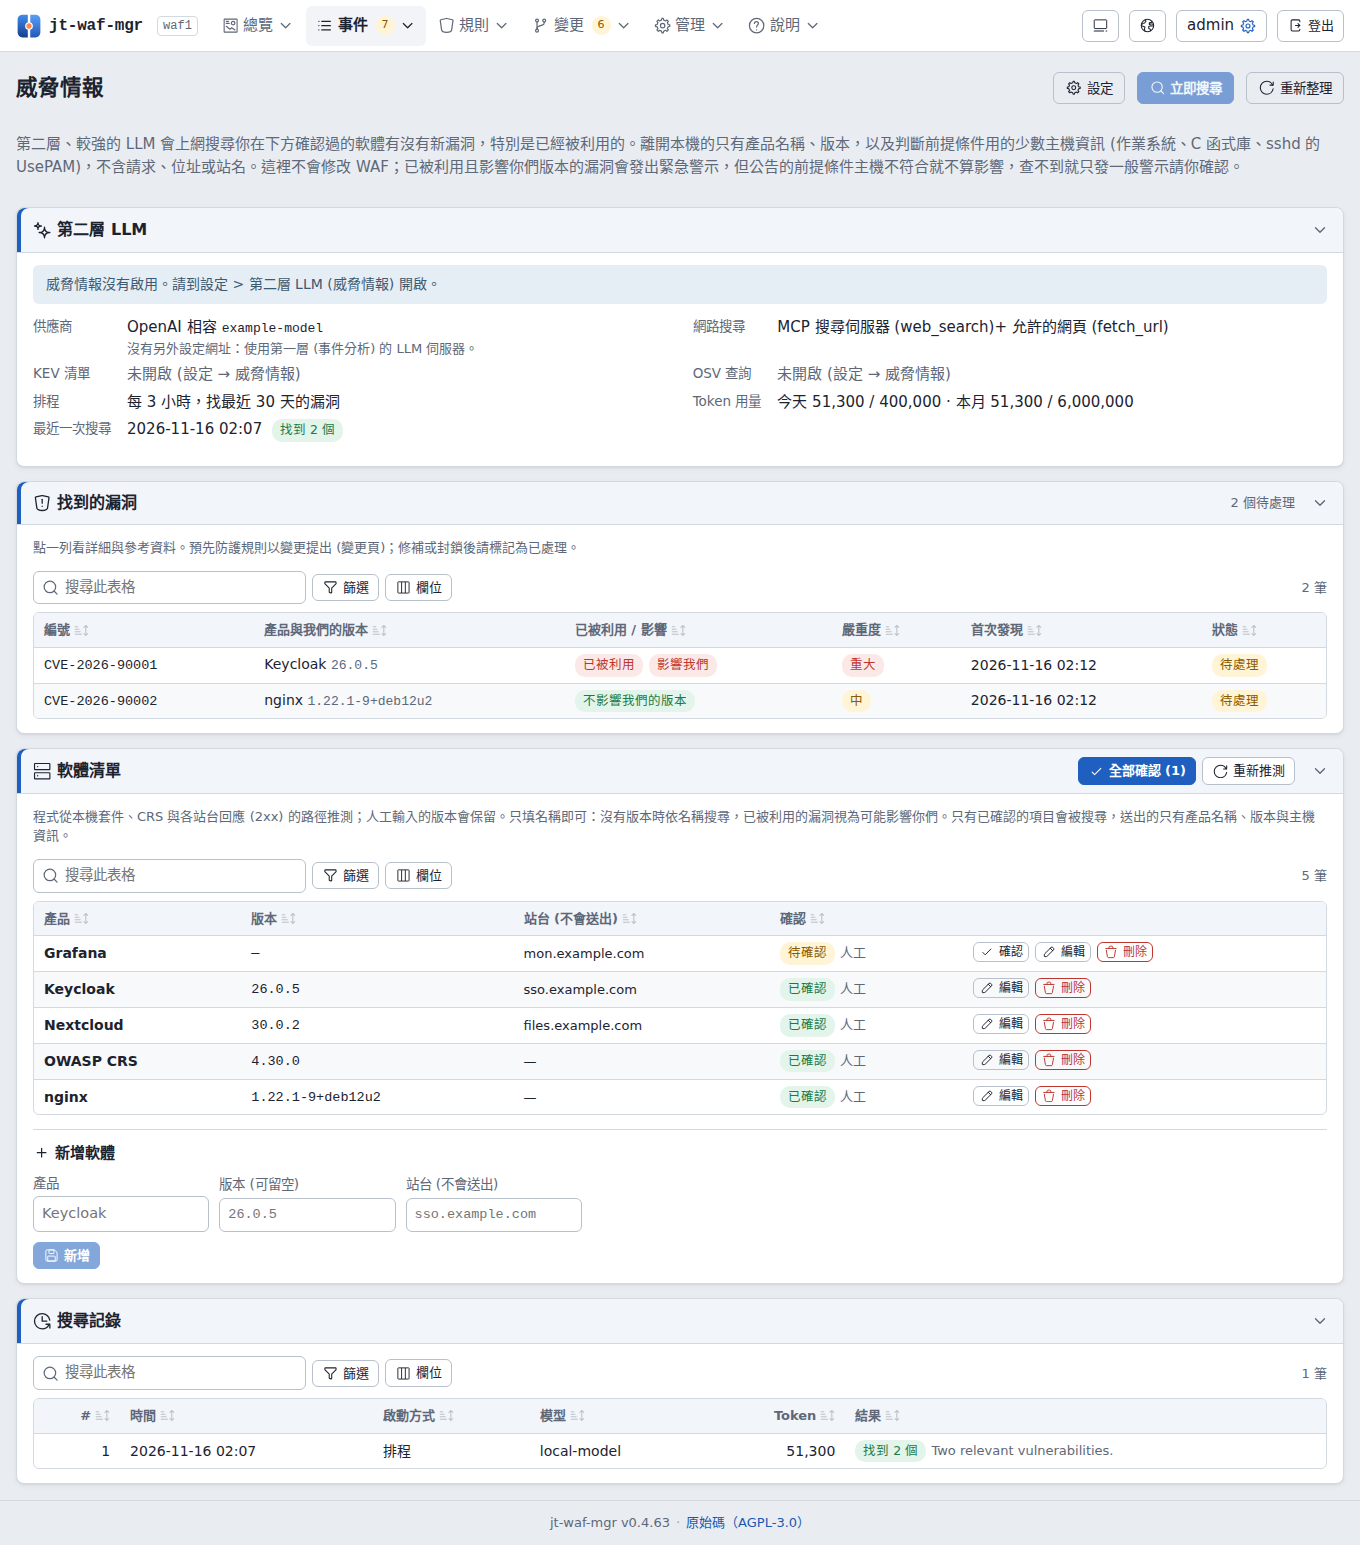 jt-waf-mgr waf1 總覽 事件 7 規則 變更 6 管理 說明 admin 登出
威脅情報 設定 立即搜尋 重新整理
第二層、較強的 LLM 會上網搜尋你在下方確認過的軟體有沒有新漏洞，特別是已經被利用的。離開本機的只有產品名稱、版本，以及判斷前提條件用的少數主機資訊 (作業系統、C 函式庫、sshd 的
UsePAM)，不含請求、位址或站名。這裡不會修改 WAF；已被利用且影響你們版本的漏洞會發出緊急警示，但公告的前提條件主機不符合就不算影響，查不到就只發一般警示請你確認。
第二層 LLM
威脅情報沒有啟用。請到設定 > 第二層 LLM (威脅情報) 開啟。
供應商 OpenAI 相容 example-model 網路搜尋 MCP 搜尋伺服器 (web_search)+ 允許的網頁 (fetch_url)
沒有另外設定網址：使用第一層 (事件分析) 的 LLM 伺服器。
KEV 清單 未開啟 (設定 → 威脅情報) OSV 查詢 未開啟 (設定 → 威脅情報)
排程 每 3 小時，找最近 30 天的漏洞 Token 用量 今天 51,300 / 400,000 · 本月 51,300 / 6,000,000
最近一次搜尋 2026-11-16 02:07 找到 2 個
找到的漏洞 2 個待處理
點一列看詳細與參考資料。預先防護規則以變更提出 (變更頁)；修補或封鎖後請標記為已處理。
搜尋此表格 篩選 欄位 2 筆
編號 產品與我們的版本 已被利用 / 影響 嚴重度 首次發現 狀態
CVE-2026-90001 Keycloak 26.0.5 已被利用 影響我們 重大 2026-11-16 02:12 待處理
CVE-2026-90002 nginx 1.22.1-9+deb12u2 不影響我們的版本 中 2026-11-16 02:12 待處理
軟體清單 全部確認 (1) 重新推測
程式從本機套件、CRS 與各站台回應 (2xx) 的路徑推測；人工輸入的版本會保留。只填名稱即可：沒有版本時依名稱搜尋，已被利用的漏洞視為可能影響你們。只有已確認的項目會被搜尋，送出的只有產品名稱、版本與主機
資訊。
搜尋此表格 篩選 欄位 5 筆
產品 版本 站台 (不會送出) 確認
Grafana — mon.example.com 待確認 人工 確認 編輯 刪除
Keycloak 26.0.5 sso.example.com 已確認 人工 編輯 刪除
Nextcloud 30.0.2 files.example.com 已確認 人工 編輯 刪除
OWASP CRS 4.30.0 — 已確認 人工 編輯 刪除
nginx 1.22.1-9+deb12u2 — 已確認 人工 編輯 刪除
新增軟體
產品 版本 (可留空) 站台 (不會送出)
Keycloak 26.0.5 sso.example.com
新增
搜尋記錄
搜尋此表格 篩選 欄位 1 筆
# 時間 啟動方式 模型 Token 結果
1 2026-11-16 02:07 排程 local-model 51,300 找到 2 個 Two relevant vulnerabilities.
jt-waf-mgr v0.4.63 · 原始碼（AGPL-3.0）